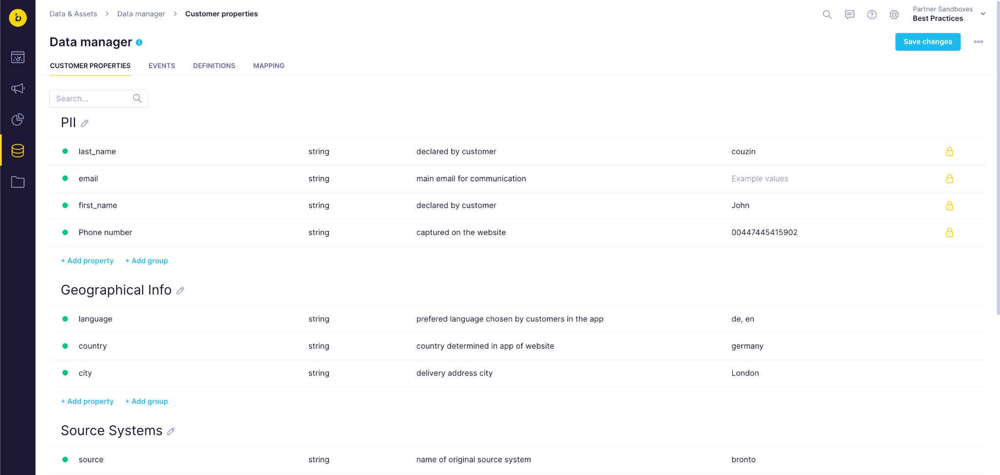 Data & Assets > Data manager > Customer properties
Partner Sandboxes
Best Practices
Data manager
Save changes
CUSTOMER PROPERTIES EVENTS DEFINITIONS MAPPING
Search...
PII
last_name string declared by customer couzin
email string main email for communication Example values
first_name string declared by customer John
Phone number string captured on the website 00447445415902
+ Add property + Add group
Geographical Info
language string prefered language chosen by customers in the app de, en
country string country determined in app of website germany
city string delivery address city London
+ Add property + Add group
Source Systems
source string name of original source system bronto